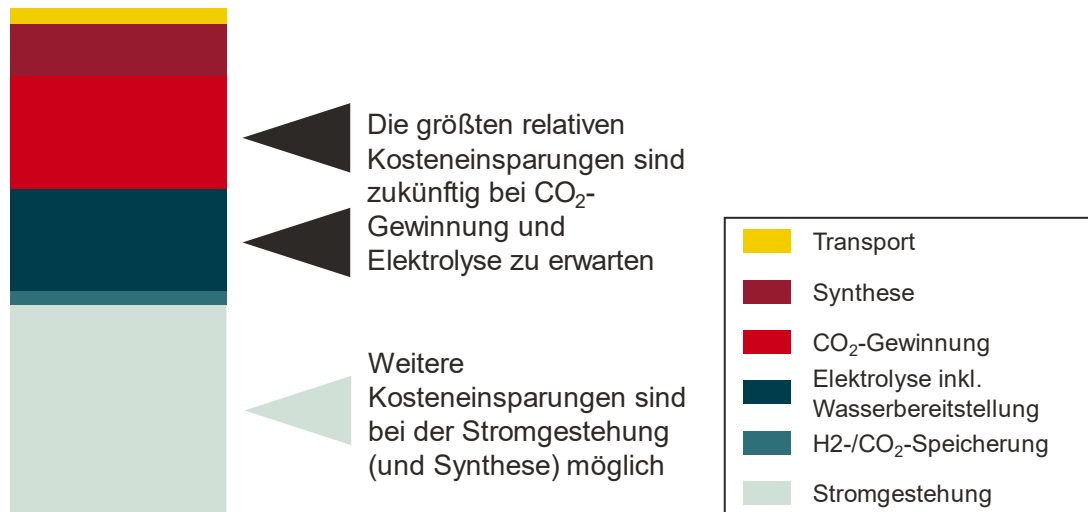 Die größten relativen
Kosteneinsparungen sind
zukünftig bei CO₂-
Gewinnung und
Elektrolyse zu erwarten
Weitere
Kosteneinsparungen sind
bei der Stromgestehung
(und Synthese) möglich
Transport
Synthese
CO₂-Gewinnung
Elektrolyse inkl.
Wasserbereitstellung
H2-/CO₂-Speicherung
Stromgestehung